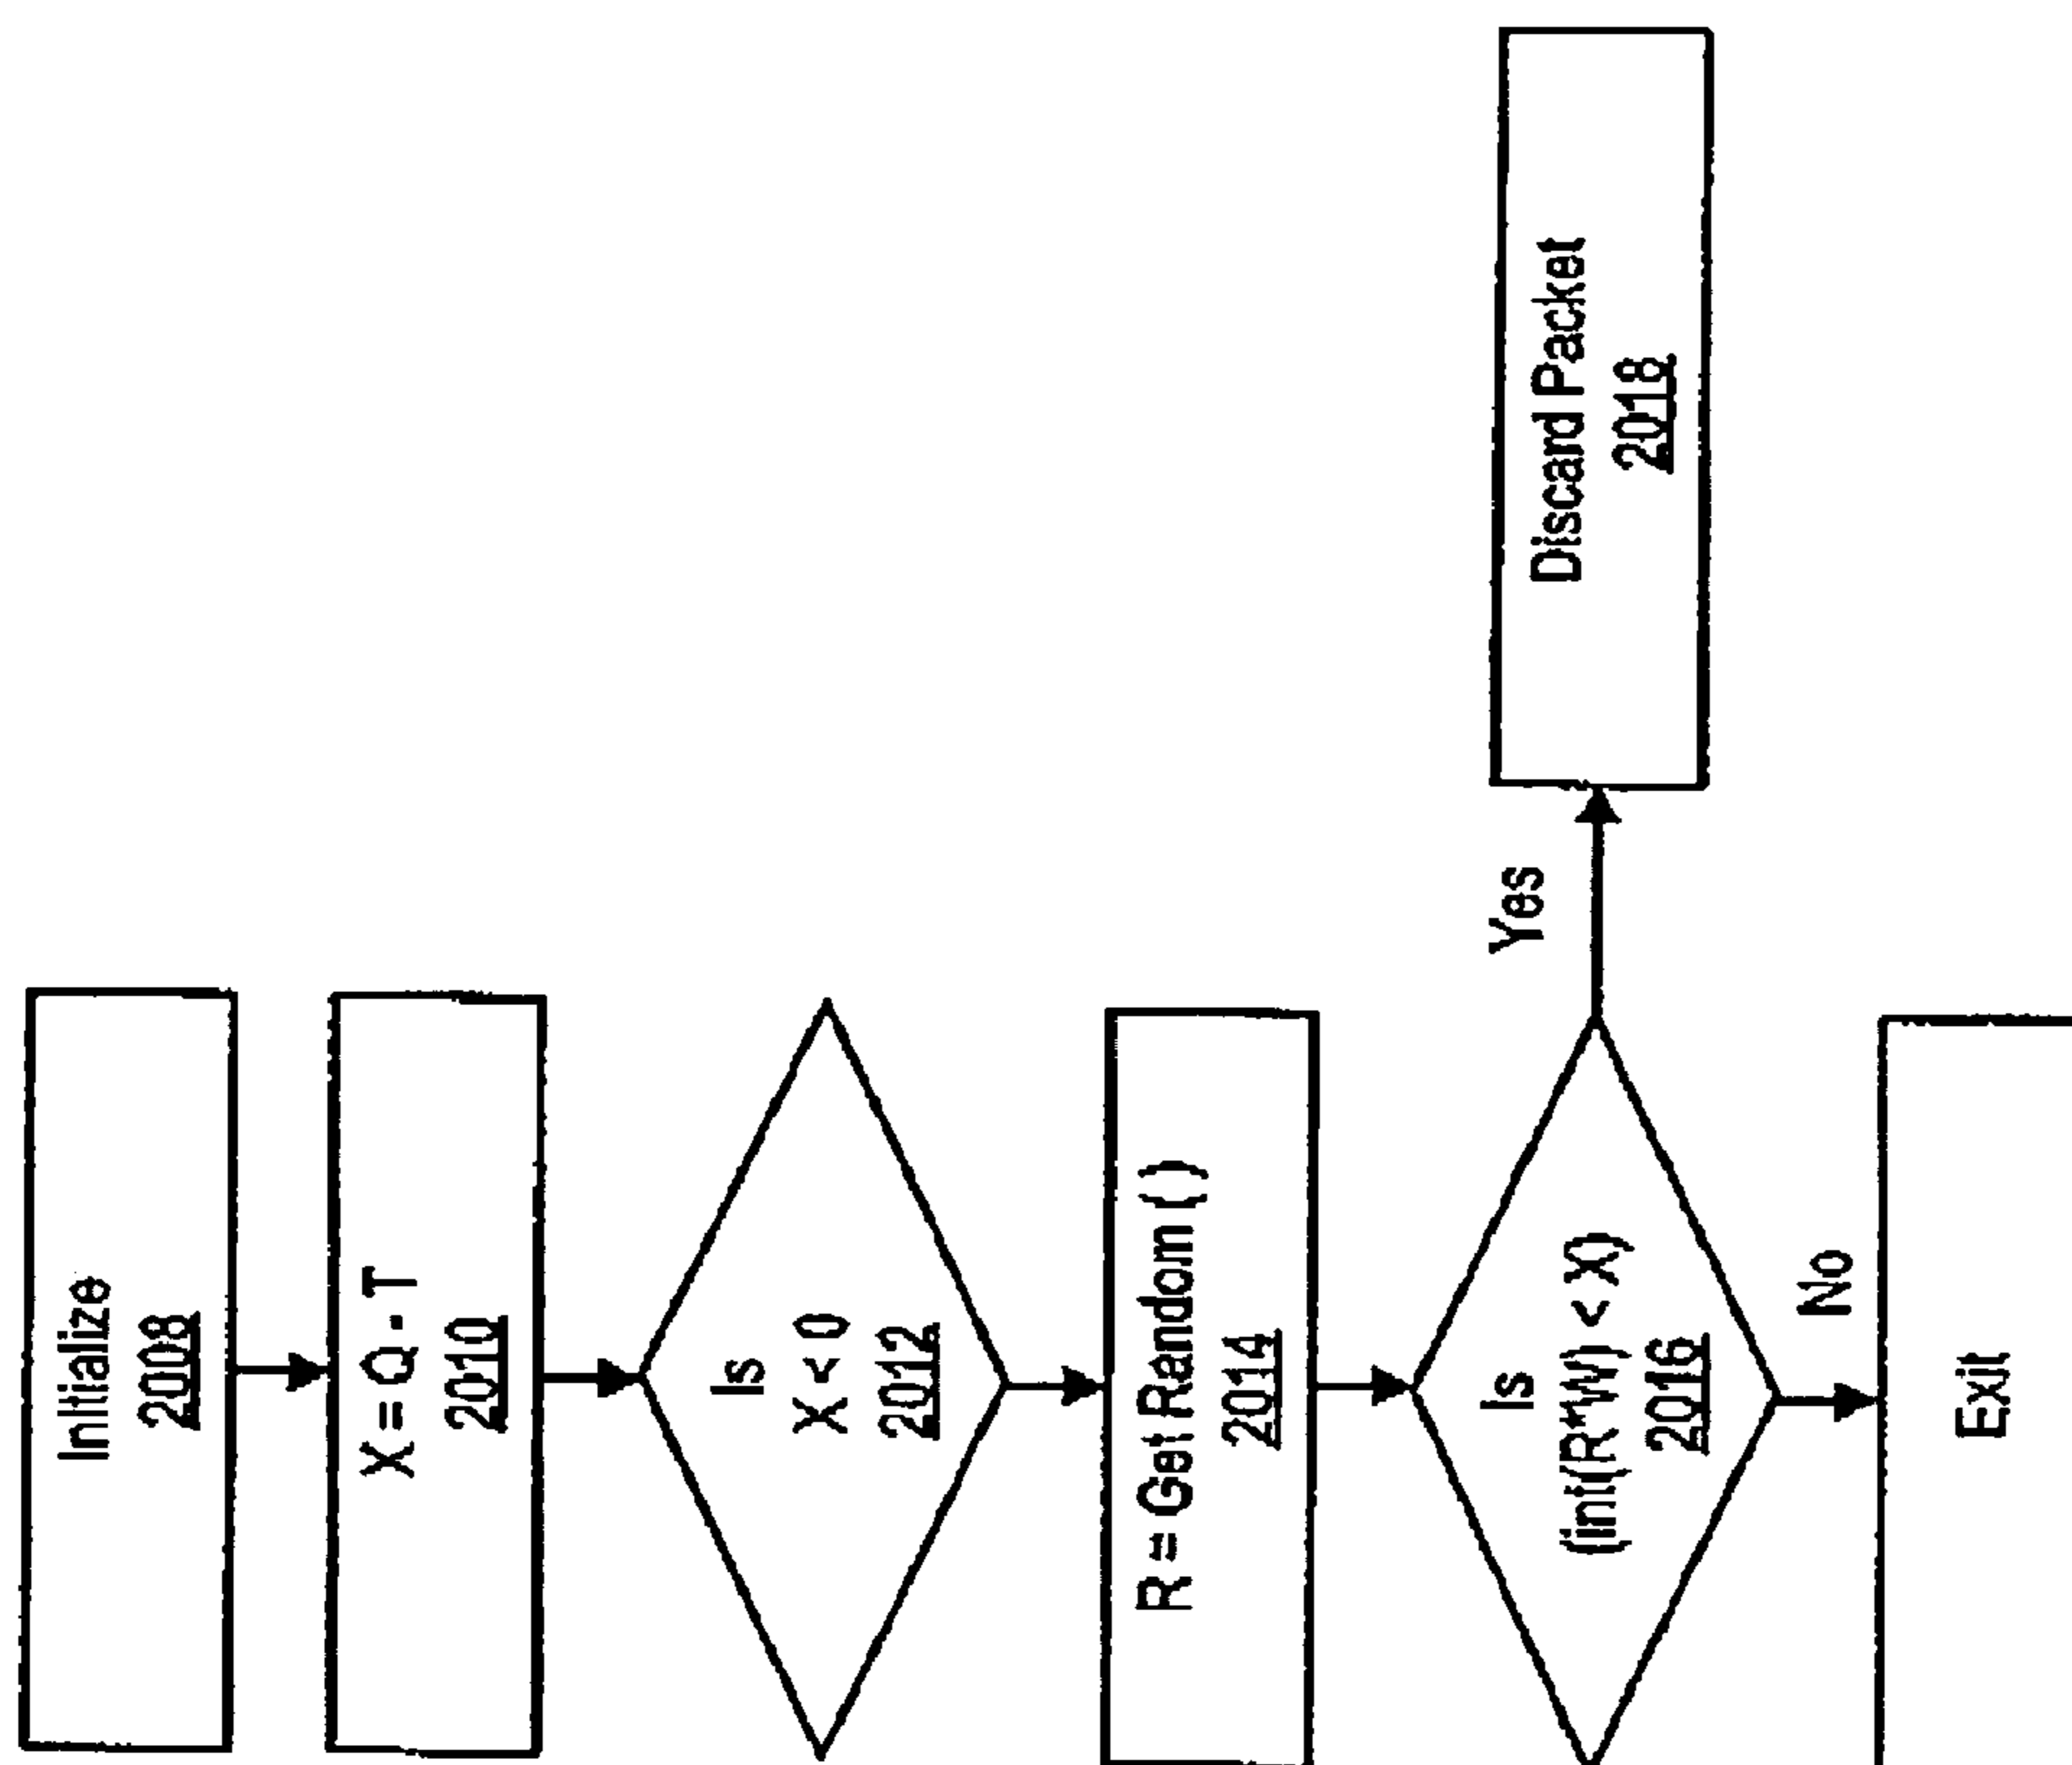 Initialize
2008
X = Q - T
2010
Is
X < 0
2012
R = Get Random ( )
2014
Is
(int(R*W) < X)
2016
Yes
Discard Packet
2018
No
Exit